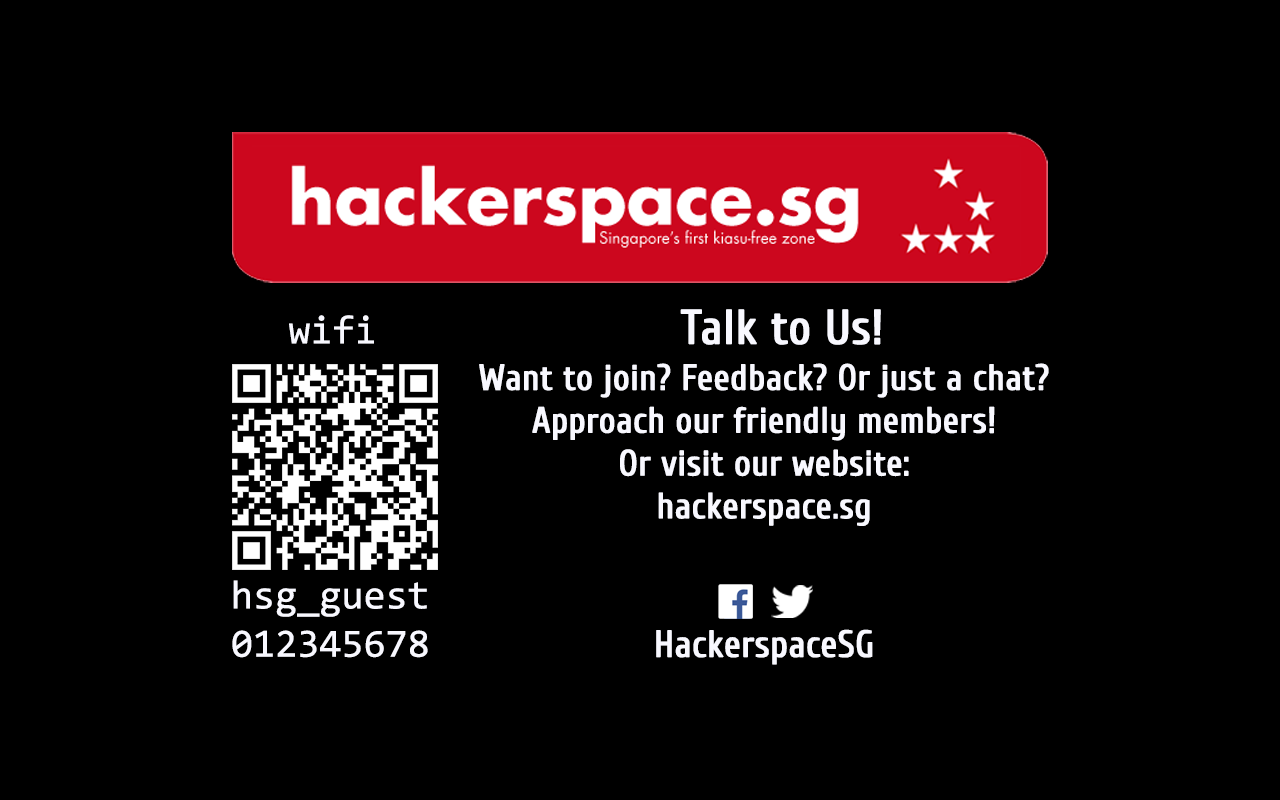 hackerspace.sg
Singapore's first kiasu-free zone
wifi
hsg_guest
012345678
Talk to Us!
Want to join? Feedback? Or just a chat?
Approach our friendly members!
Or visit our website:
hackerspace.sg
HackerspaceSG